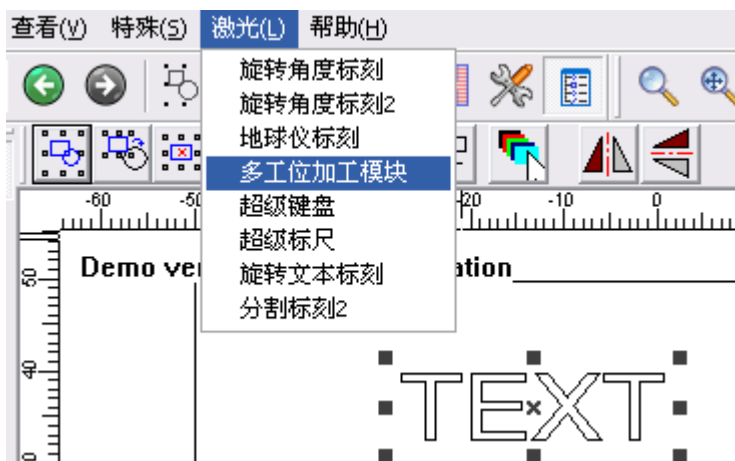 查看(V) 特殊(S) 激光(L) 帮助(H)
旋转角度标刻
旋转角度标刻2
地球仪标刻
多工位加工模块
超级键盘
超级标尺
旋转文本标刻
分割标刻2
-60 -10 0
Demo ver ation
40
TEXT